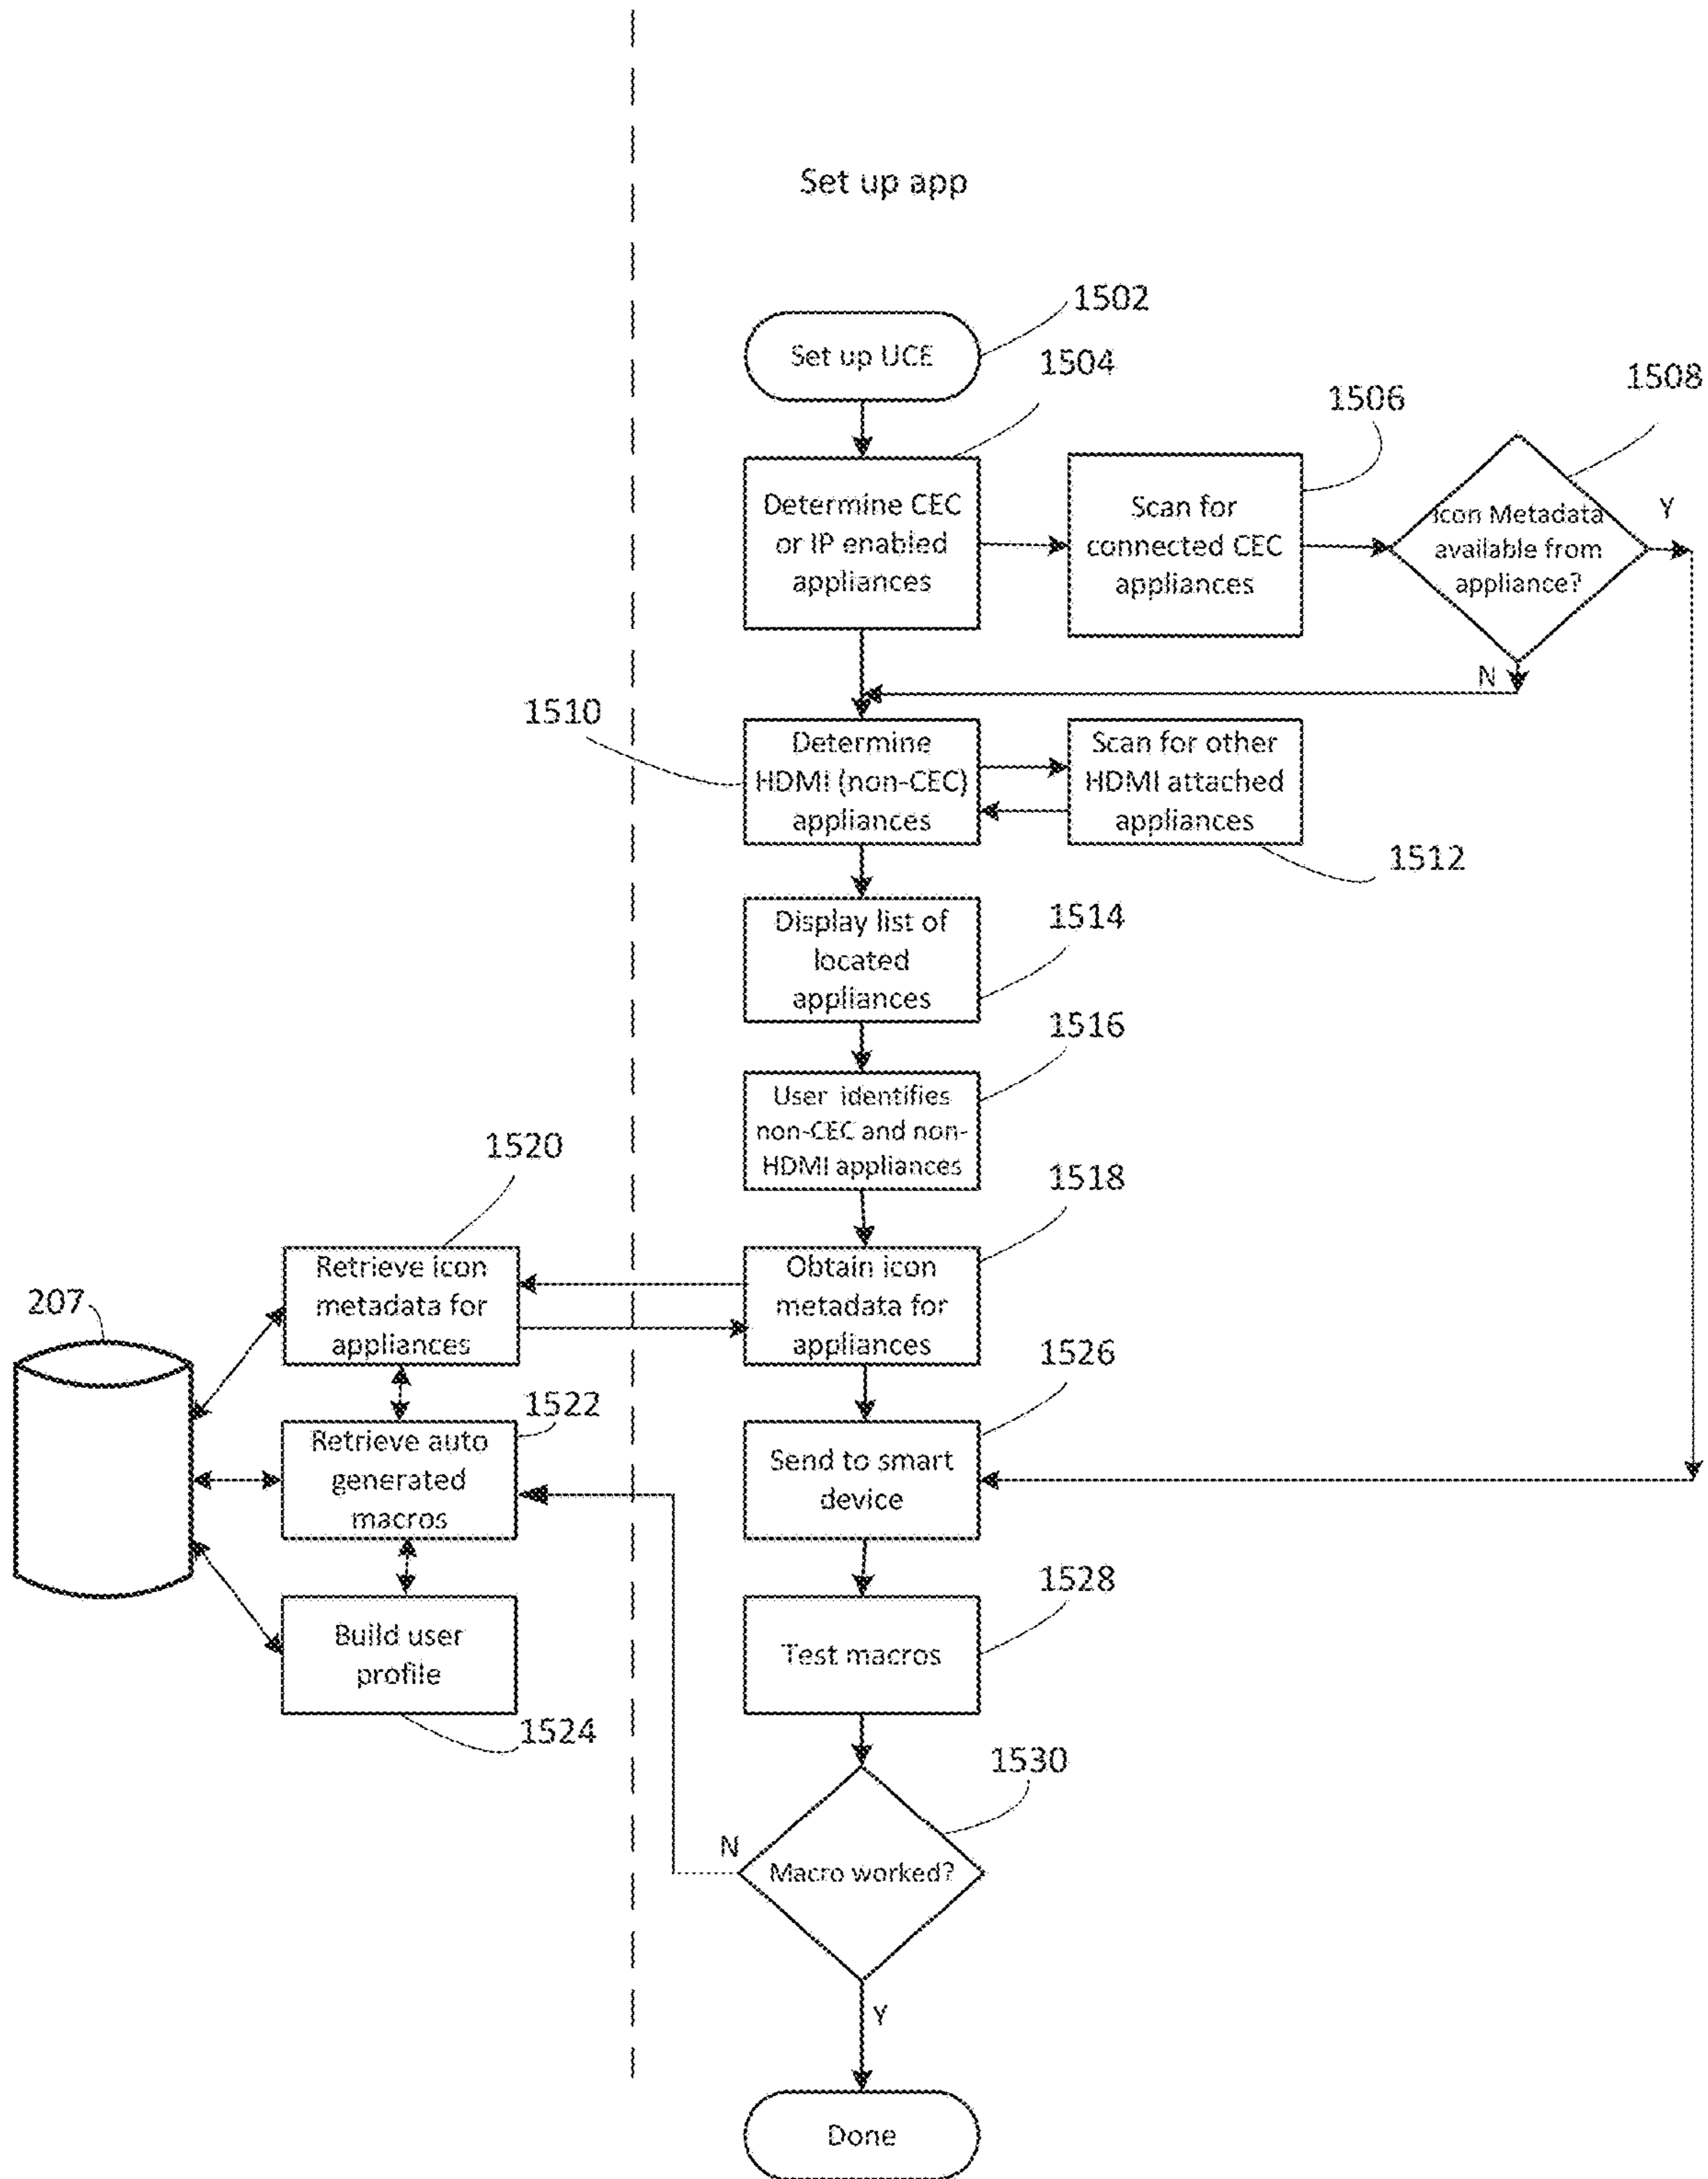 Set up app
1502
Set up UCE
1504
1506
1508
Determine CEC
or IP enabled
appliances
Scan for
connected CEC
appliances
Icon Metadata
available from
appliance?
Y
N
1510
Determine
HDMI (non-CEC)
appliances
Scan for other
HDMI attached
appliances
1512
Display list of
located
appliances
1514
1516
User identifies
non-CEC and non-
HDMI appliances
1520
1518
207
Retrieve icon
metadata for
appliances
Obtain icon
metadata for
appliances
1526
1522
Retrieve auto
generated
macros
Send to smart
device
1528
Build user
profile
Test macros
1524
1530
N
Macro worked?
Y
Done